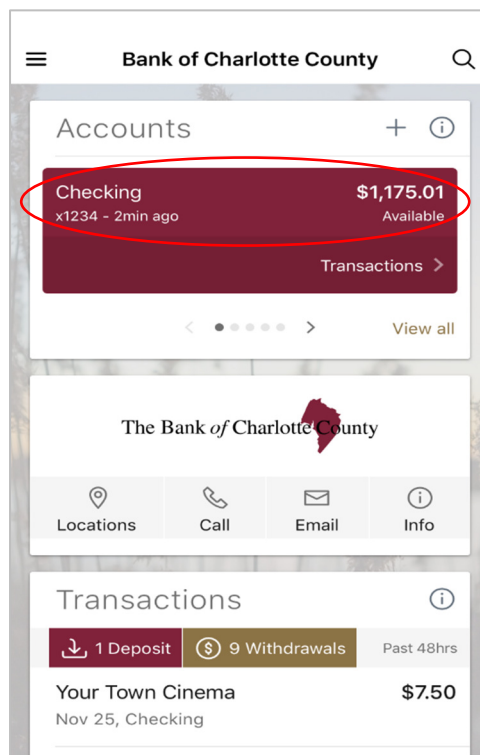 Bank of Charlotte County
Accounts
Checking $1,175.01
x1234 - 2min ago Available
Transactions
View all
The Bank of Charlotte County
Locations Call Email Info
Transactions
1 Deposit $ 9 Withdrawals Past 48hrs
Your Town Cinema $7.50
Nov 25, Checking